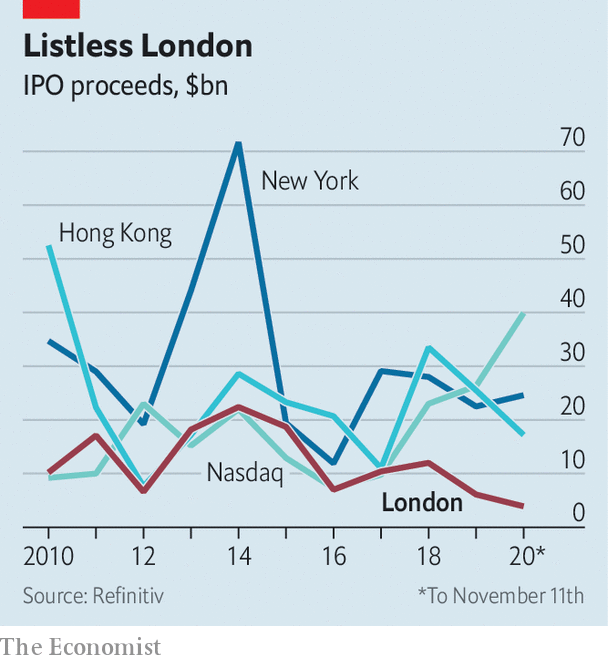 Listless London
IPO proceeds, $bn
70
New York
60
Hong Kong
50
40
30
20
Nasdaq
10
London
0
2010 12 14 16 18 20*
Source: Refinitiv *To November 11th
The Economist